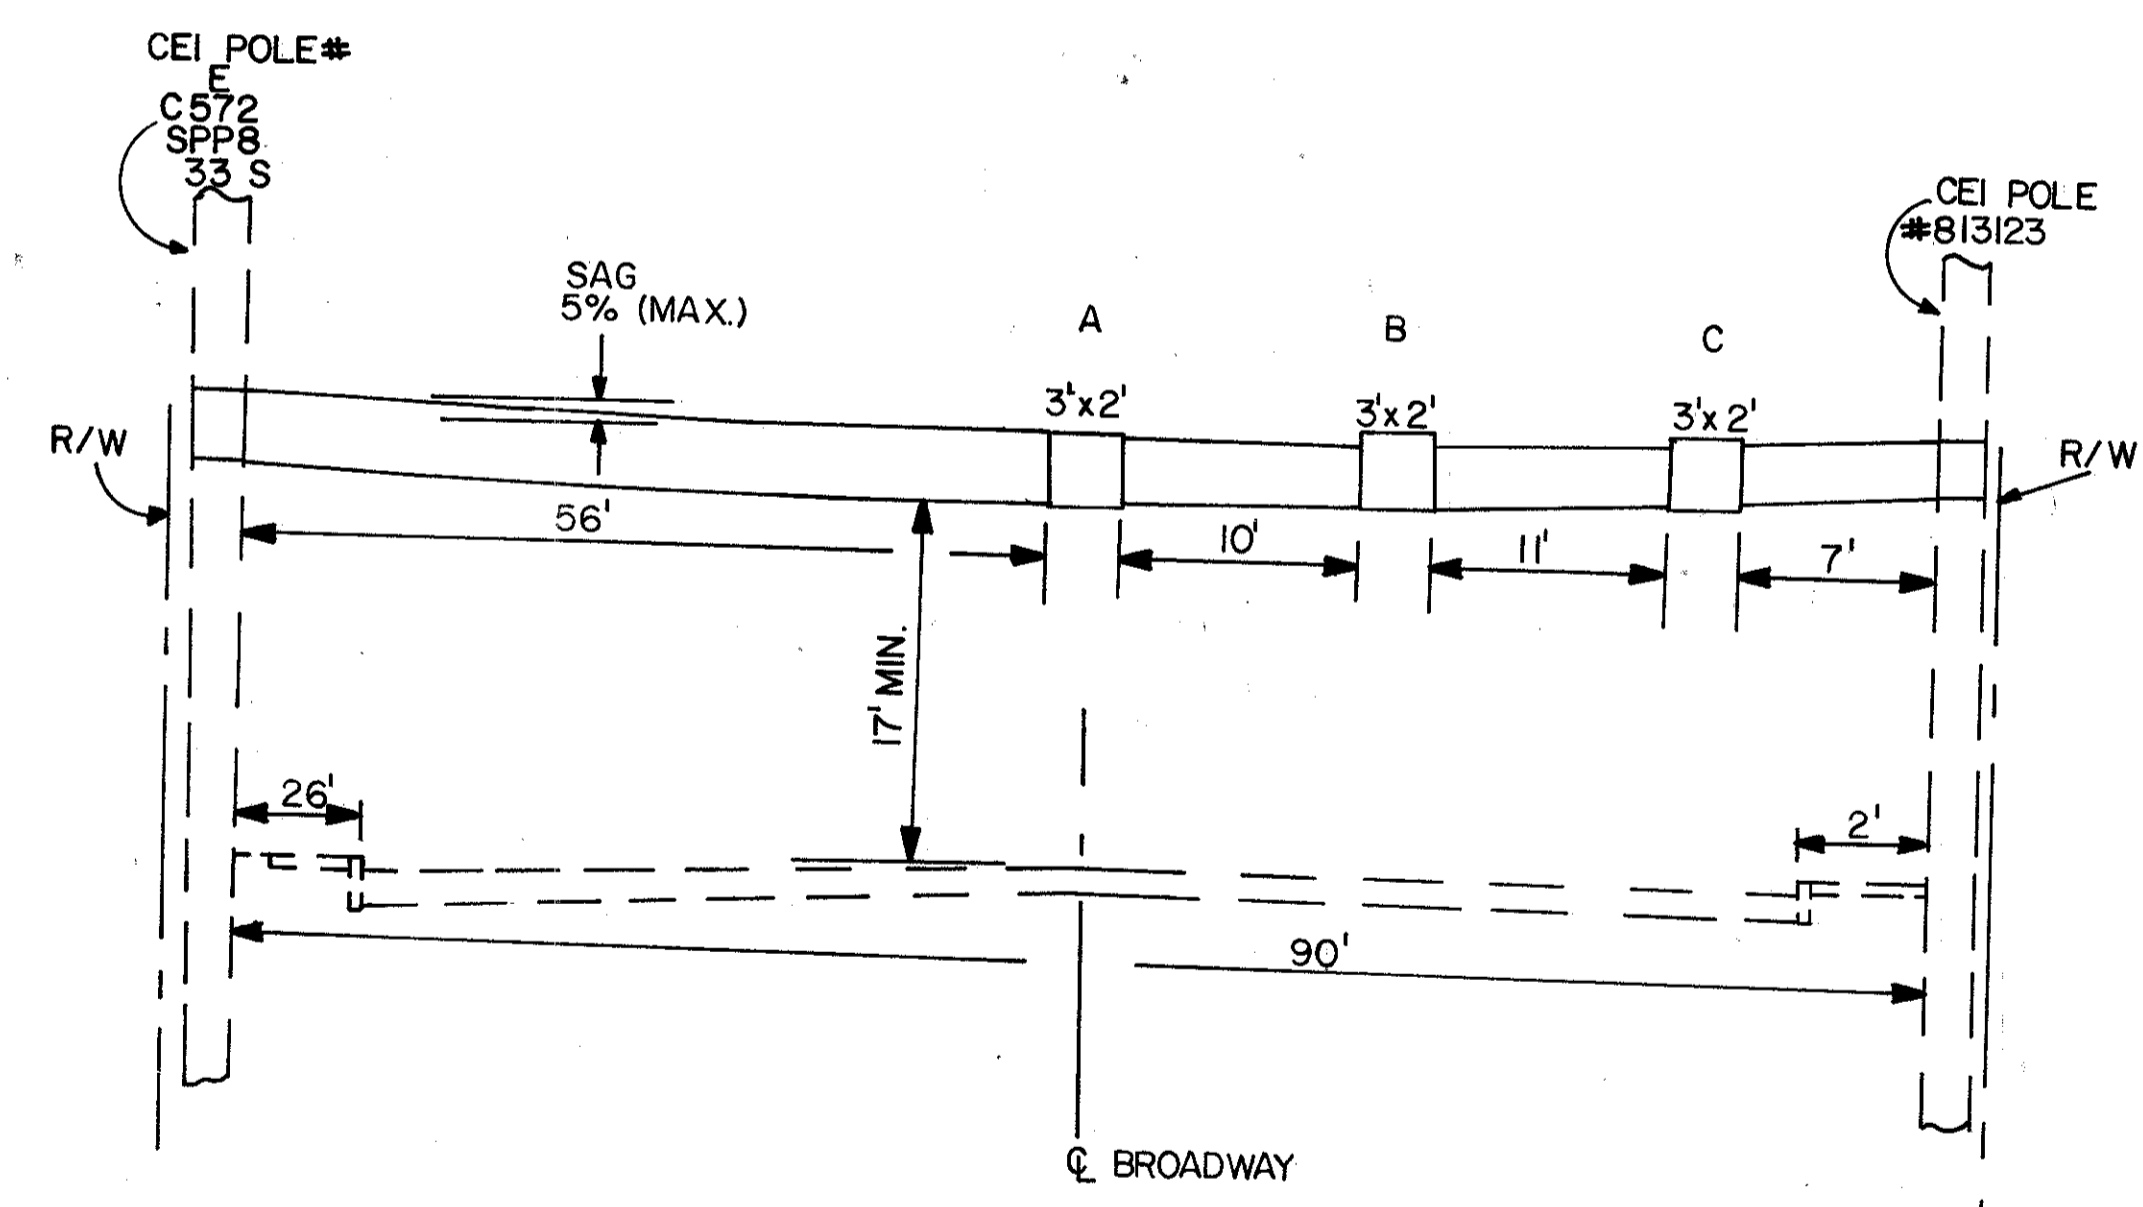 CEI POLE#
E
C572
SPP8
33 S
CEI POLE
#813123
SAG
5% (MAX.)
A
B
C
3'x2'
3'x2'
3'x2'
R/W
R/W
56'
10'
11'
7'
17' MIN.
26'
2'
90'
℄ BROADWAY